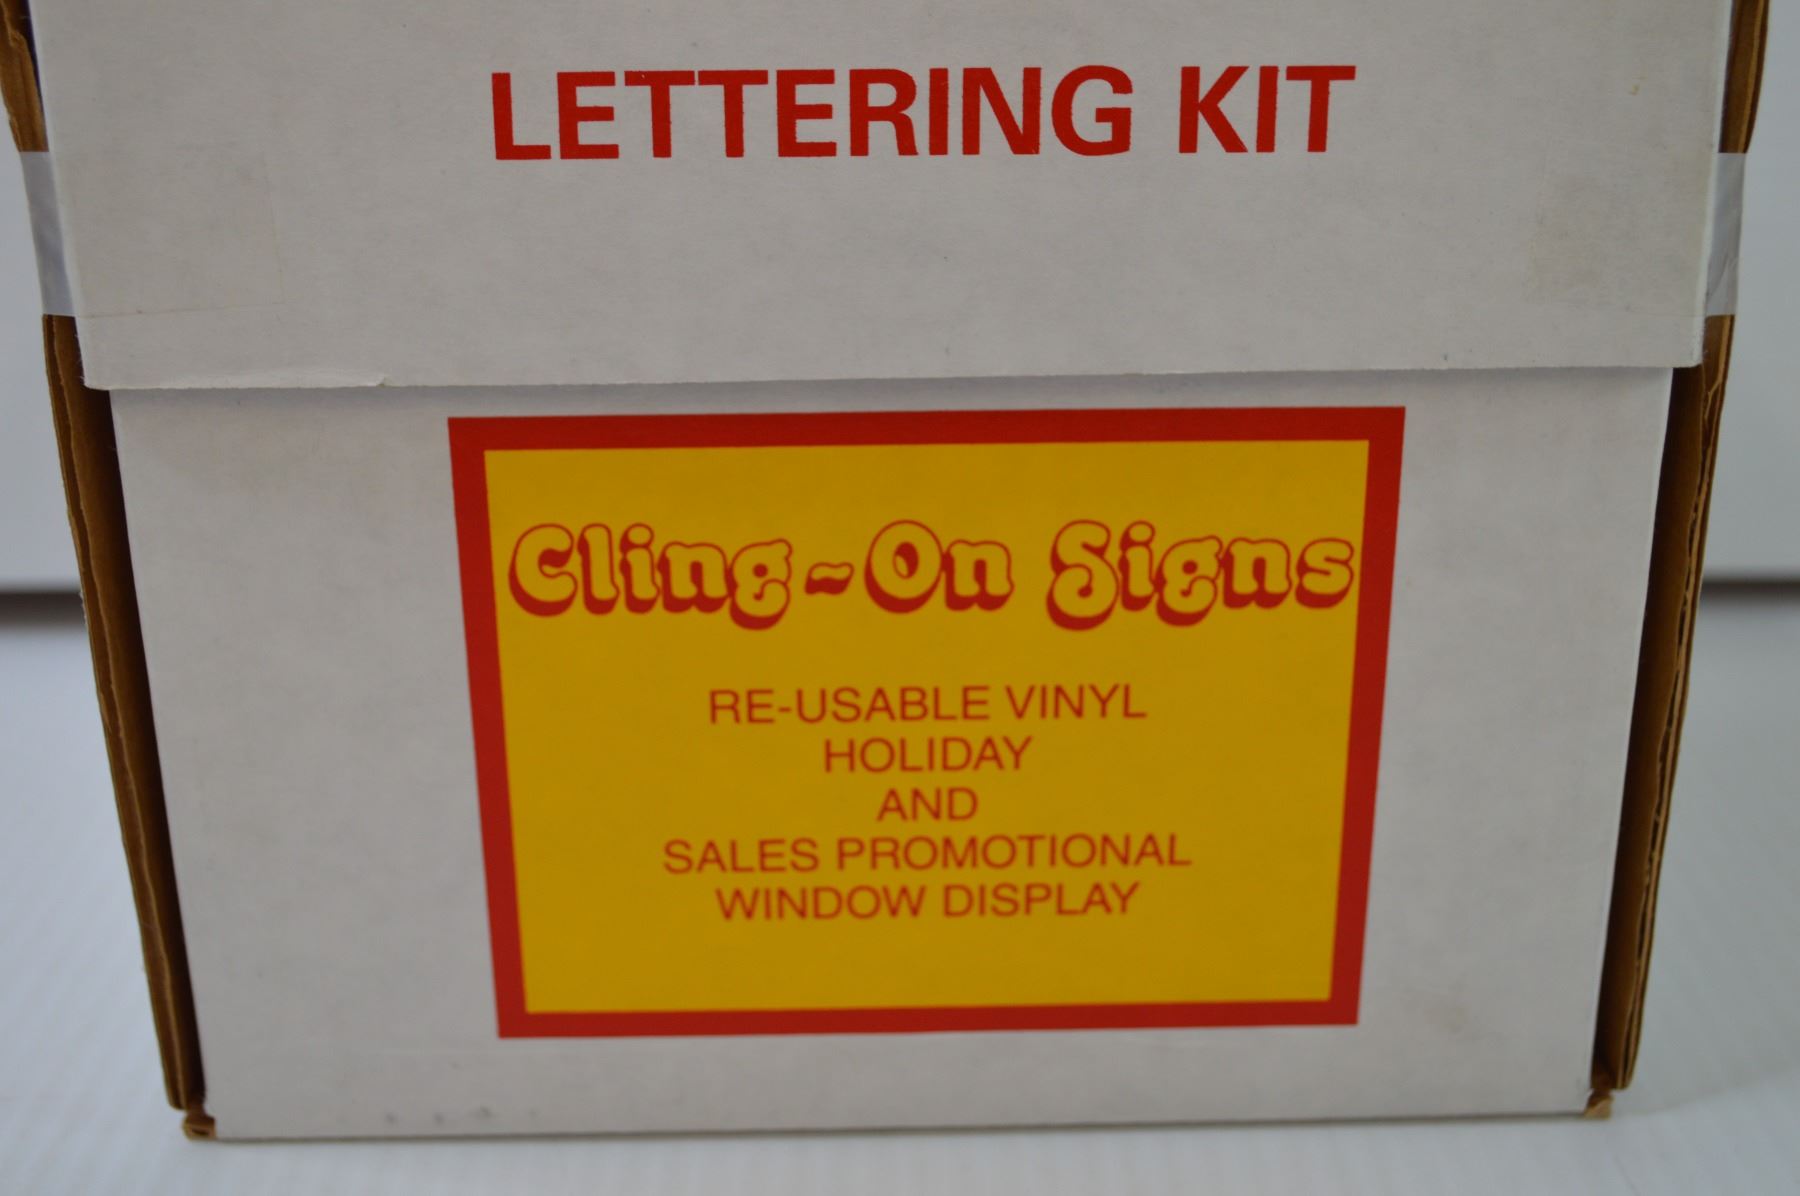 LETTERING KIT
Cling-On Signs
RE-USABLE VINYL
HOLIDAY
AND
SALES PROMOTIONAL
WINDOW DISPLAY